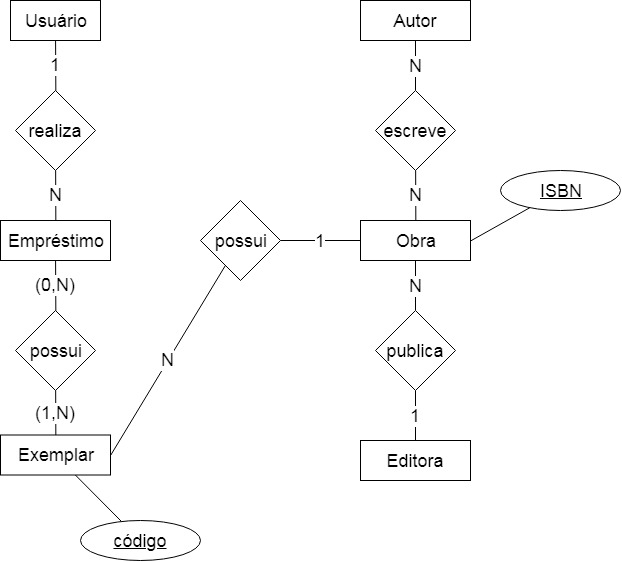 Usuário
Autor
1
N
realiza
escreve
N
N
ISBN
Empréstimo
possui
1
Obra
(0,N)
N
possui
publica
N
(1,N)
1
Exemplar
Editora
código